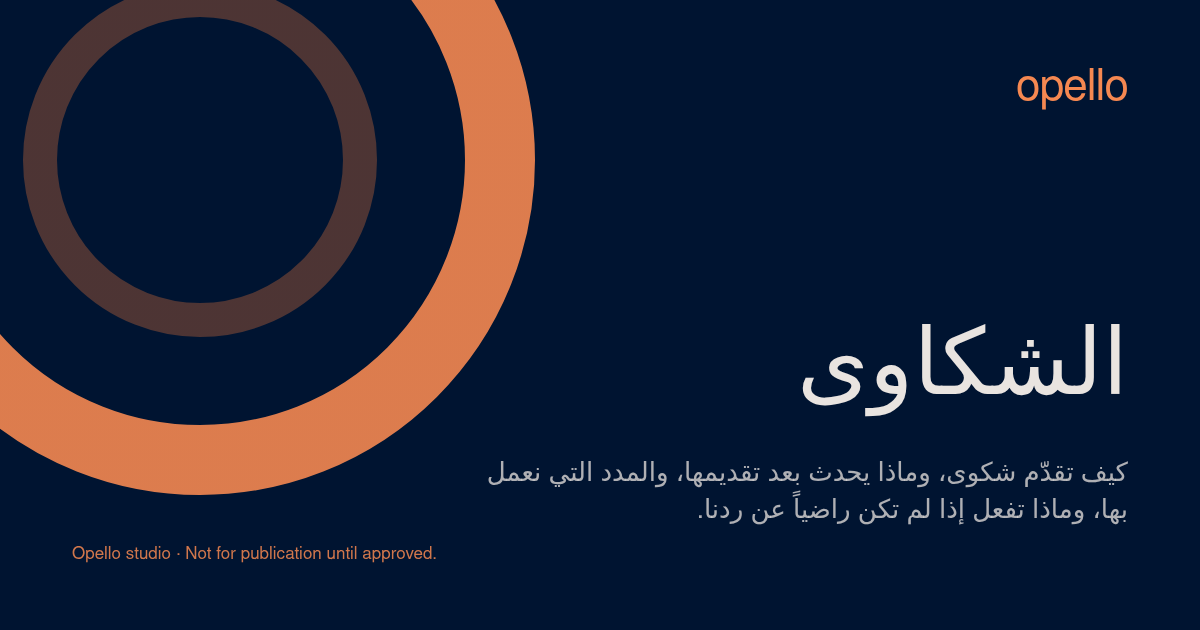 opello
الشكاوى
كيف تقدّم شكوى، وماذا يحدث بعد تقديمها، والمدد التي نعمل
بها، وماذا تفعل إذا لم تكن راضياً عن ردنا.
Opello studio · Not for publication until approved.